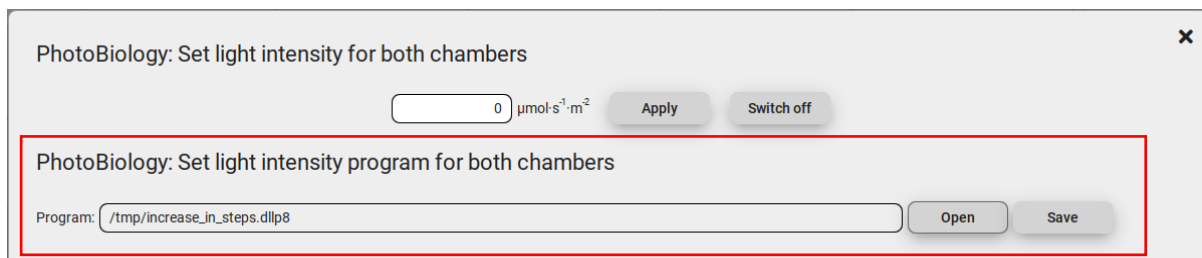 PhotoBiology: Set light intensity for both chambers
0 µmol·s⁻¹·m⁻² Apply Switch off
PhotoBiology: Set light intensity program for both chambers
Program: /tmp/increase_in_steps.dllp8 Open Save